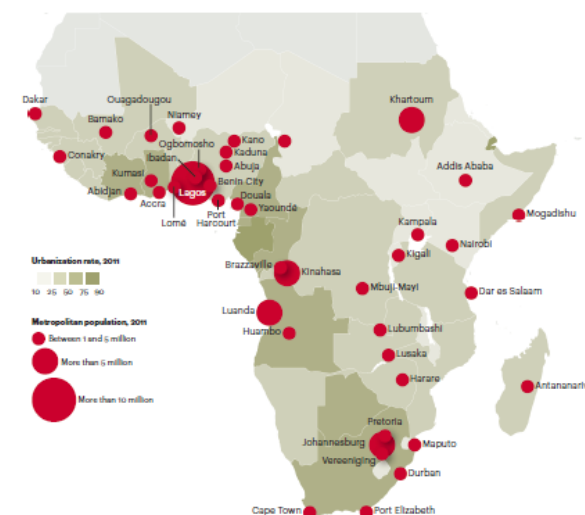 Dakar
Ouagadougou
Khartoum
Bamako
Niamey
Ogbomosho
Kano
Ibadan
Kaduna
Conakry
Abuja
Addis Ababa
Kumasi
Benin City
Lagos
Douala
Mogadishu
Abidjan
Yaoundé
Accra
Port
Harcourt
Lomé
Kampala
Nairobi
Kigali
Urbanization rate, 2011
10 25 50 75 90
Brazzaville
Kinahasa
Mbuji-Mayi
Dar es Salaam
Metropolitan population, 2011
Luanda
Between 1 and 5 million
Huambo
Lubumbashi
More than 5 million
Lusaka
Harare
Antananari
More than 10 million
Pretoria
Johannesburg
Maputo
Vereeniging
Durban
Cape Town
Port Elizabeth